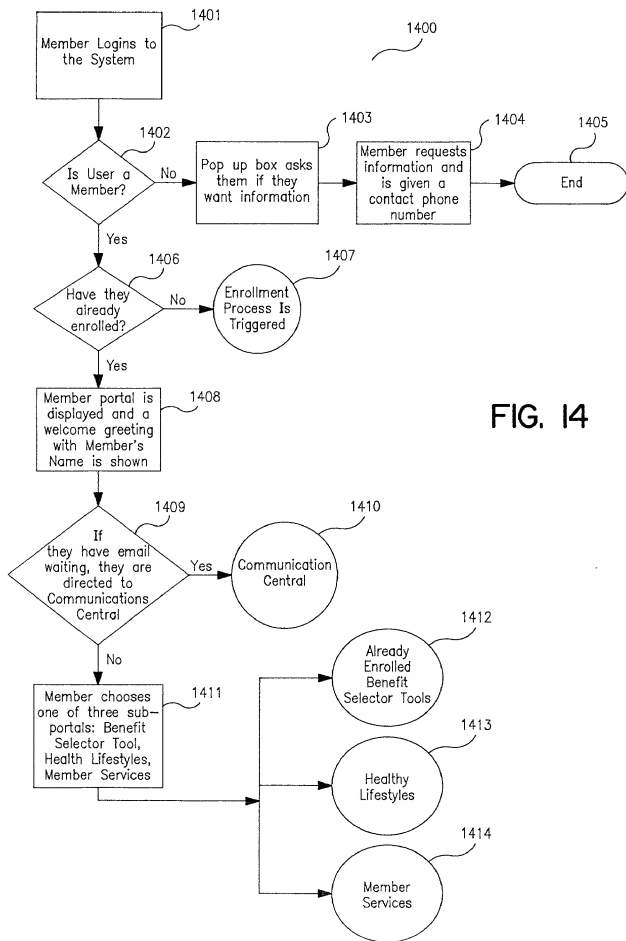 1401
Member Logins to
the System
1400
1402
Is User a
Member?
No
1403
Pop up box asks
them if they
want information
1404
Member requests
information and
is given a
contact phone
number
1405
End
Yes
1406
Have they
already
enrolled?
No
1407
Enrollment
Process Is
Triggered
Yes
1408
Member portal is
displayed and a
welcome greeting
with Member's
Name is shown
FIG. 14
1409
If
they have email
waiting, they are
directed to
Communications
Central
Yes
1410
Communication
Central
No
1411
Member chooses
one of three sub-
portals: Benefit
Selector Tool,
Health Lifestyles,
Member Services
1412
Already
Enrolled
Benefit
Selector Tools
1413
Healthy
Lifestyles
1414
Member
Services